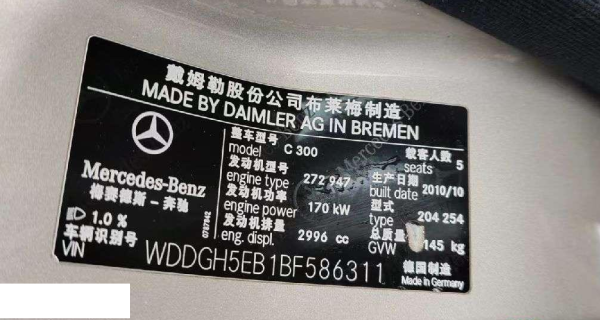 戴姆勒股份公司布莱梅制造
MADE BY DAIMLER AG IN BREMEN
Mercedes-Benz
梅赛德斯-奔驰
1.0 %
整车型号
model C 300
载客人数
seats 5
发动机型号
engine type 272 947
生产日期
built date 2010/10
发动机功率
engine power 170 kW
型式
type 204 254
发动机排量
eng. displ. 2996 cc
总质量
GVW 145 kg
车辆识别号
VIN WDDGH5EB1BF586311
德国制造
Made in Germany